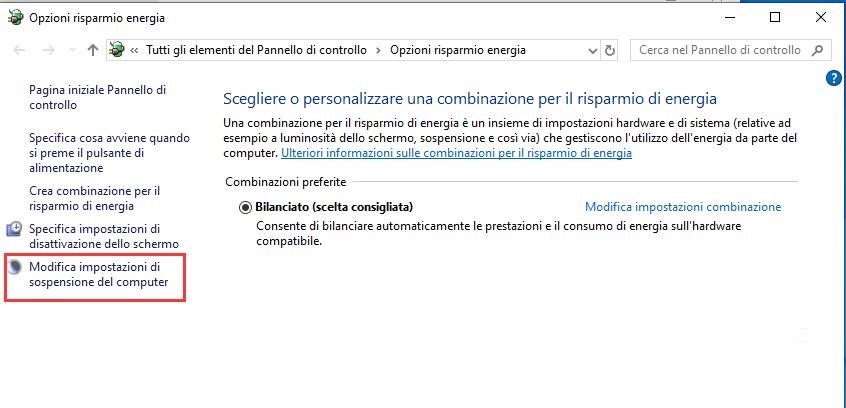 Opzioni risparmio energia
« Tutti gli elementi del Pannello di controllo > Opzioni risparmio energia
Cerca nel Pannello di controllo
?
Pagina iniziale Pannello di
controllo
Specifica cosa avviene quando
si preme il pulsante di
alimentazione
Crea combinazione per il
risparmio di energia
Specifica impostazioni di
disattivazione dello schermo
Modifica impostazioni di
sospensione del computer
Scegliere o personalizzare una combinazione per il risparmio di energia
Una combinazione per il risparmio di energia è un insieme di impostazioni hardware e di sistema (relative ad
esempio a luminosità dello schermo, sospensione e così via) che gestiscono l'utilizzo dell'energia da parte del
computer. Ulteriori informazioni sulle combinazioni per il risparmio di energia
Combinazioni preferite
Bilanciato (scelta consigliata)
Modifica impostazioni combinazione
Consente di bilanciare automaticamente le prestazioni e il consumo di energia sull'hardware
compatibile.